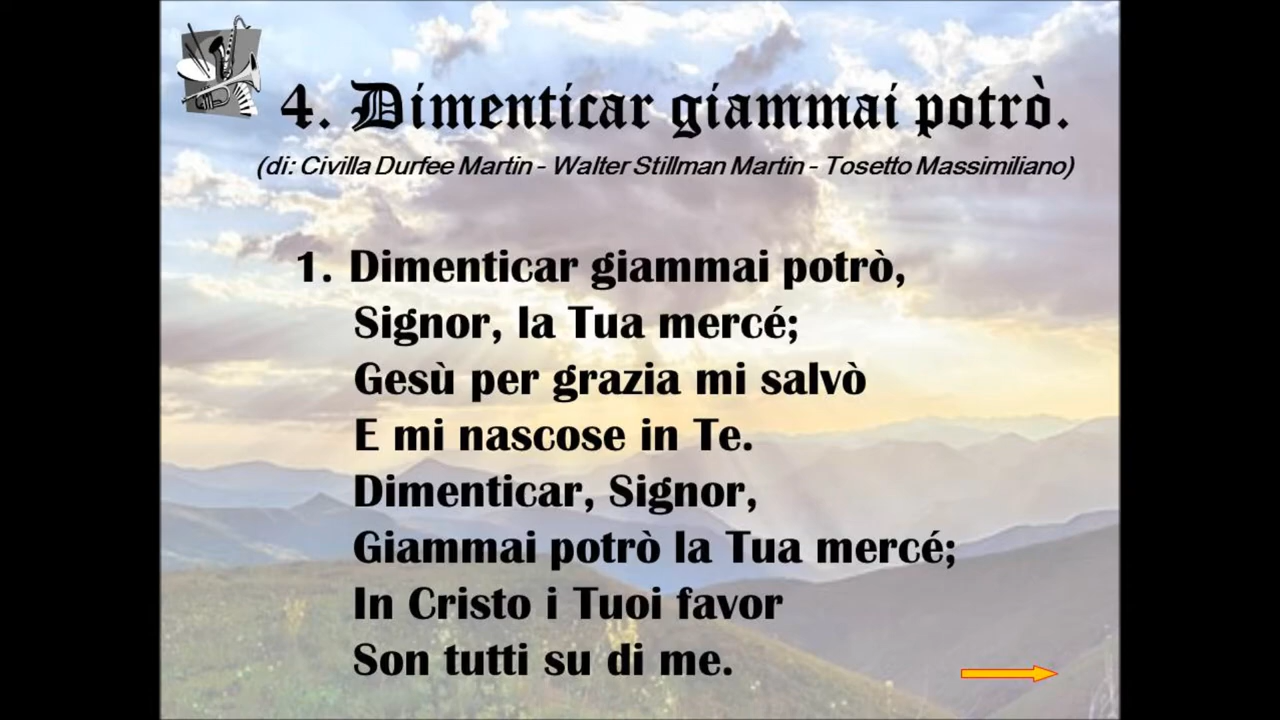 4. Dimenticar giammai potrò.
(di: Civilla Durfee Martin - Walter Stillman Martin - Tosetto Massimiliano)
1. Dimenticar giammai potrò,
Signor, la Tua mercé;
Gesù per grazia mi salvò
E mi nascose in Te.
Dimenticar, Signor,
Giammai potrò la Tua mercé;
In Cristo i Tuoi favor
Son tutti su di me.